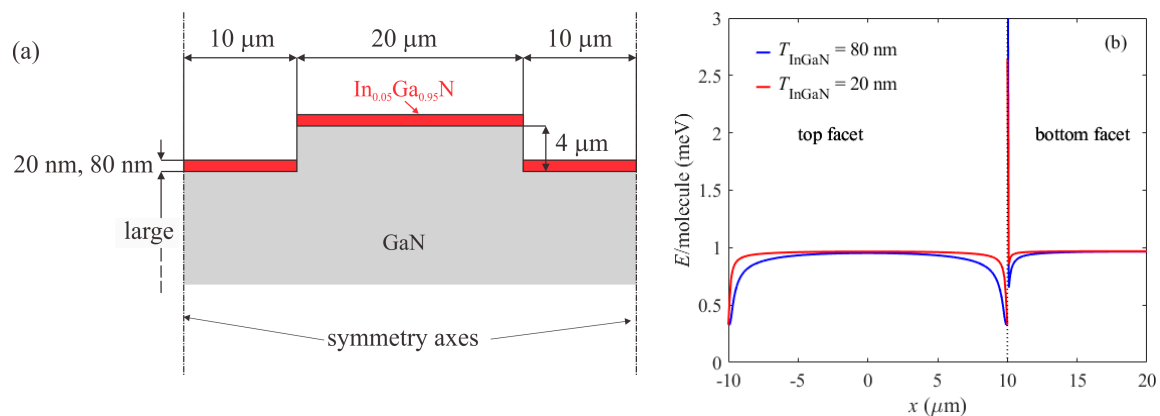 (a)
10 μm
20 μm
10 μm
In0.05Ga0.95N
4 μm
20 nm, 80 nm
large
GaN
symmetry axes
(b)
TInGaN = 80 nm
TInGaN = 20 nm
top facet
bottom facet
E/molecule (meV)
3
2.5
2
1.5
1
0.5
0
-10
-5
0
5
10
15
20
x (μm)